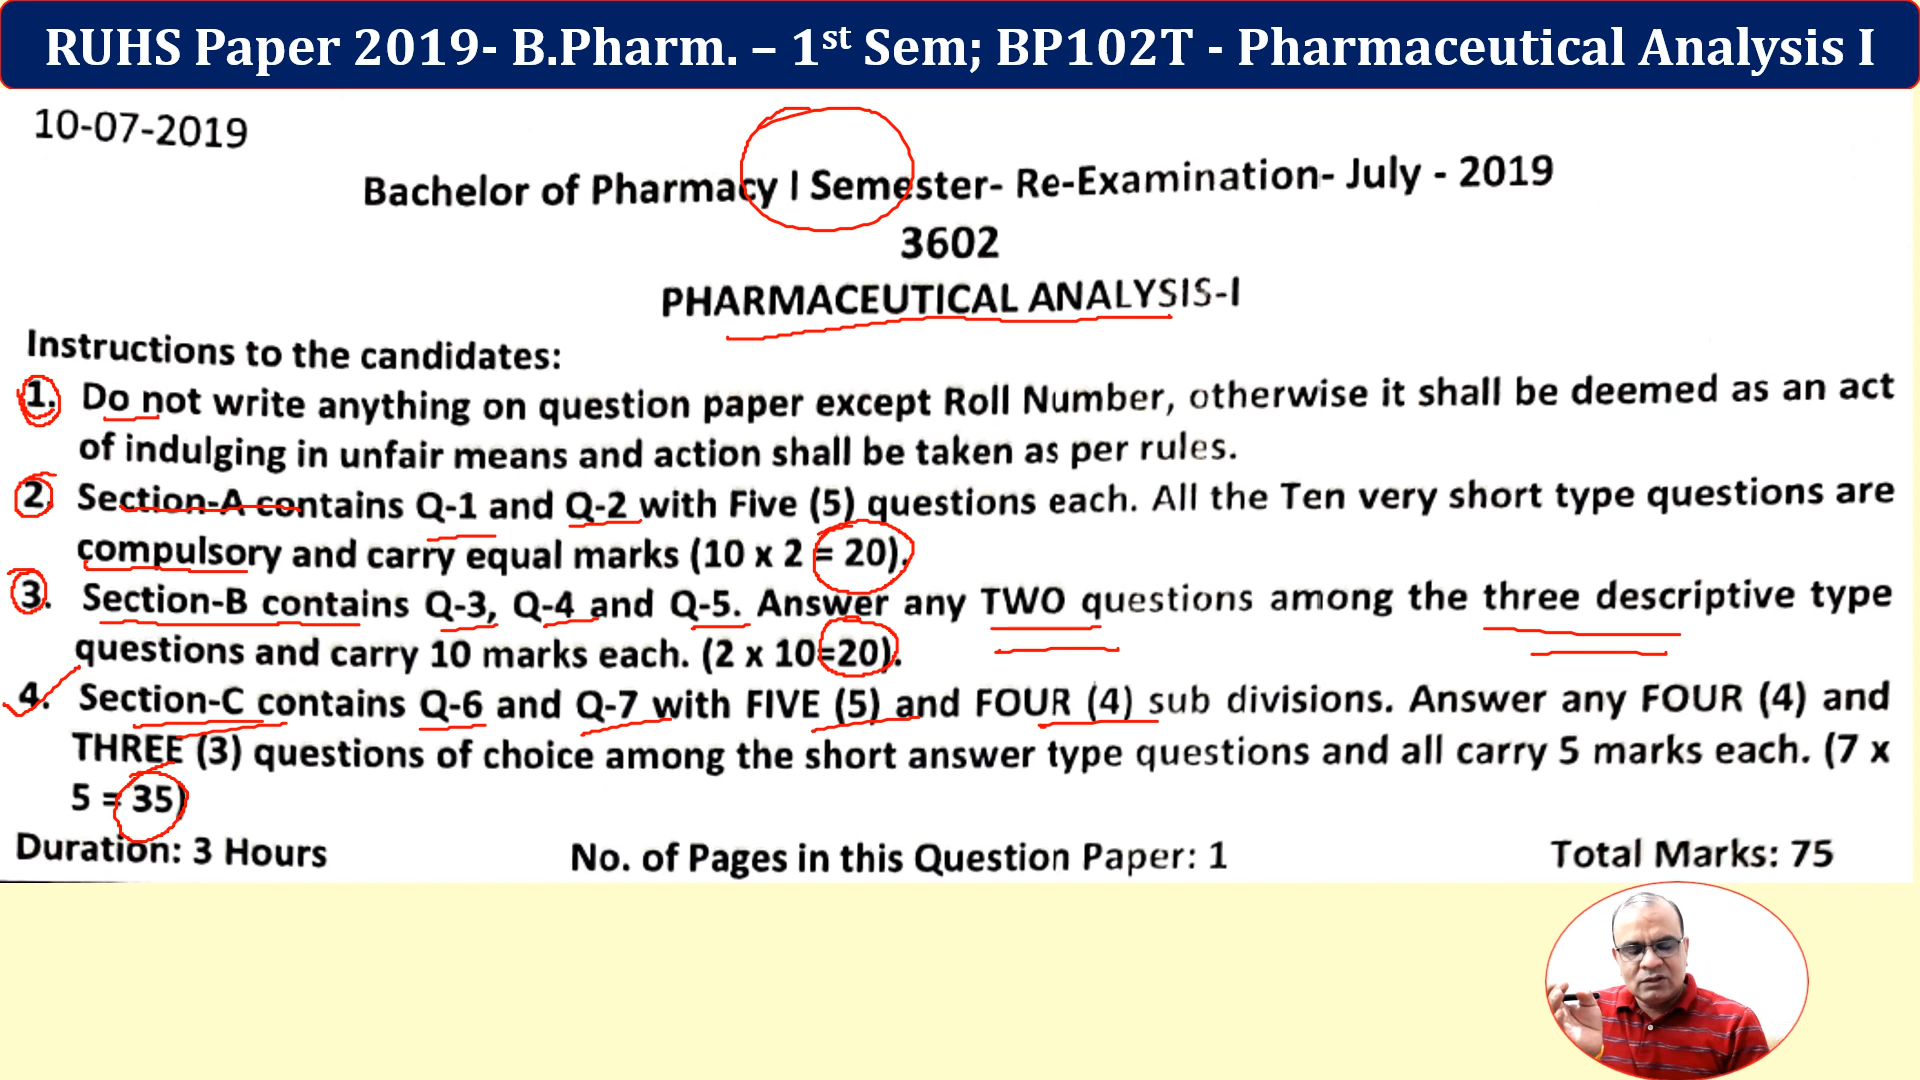 RUHS Paper 2019- B.Pharm. – 1st Sem; BP102T - Pharmaceutical Analysis I
10-07-2019
Bachelor of Pharmacy I Semester- Re-Examination- July - 2019
3602
PHARMACEUTICAL ANALYSIS-I
Instructions to the candidates:
1. Do not write anything on question paper except Roll Number, otherwise it shall be deemed as an act
of indulging in unfair means and action shall be taken as per rules.
2. Section-A contains Q-1 and Q-2 with Five (5) questions each. All the Ten very short type questions are
compulsory and carry equal marks (10 x 2 = 20).
3. Section-B contains Q-3, Q-4 and Q-5. Answer any TWO questions among the three descriptive type
questions and carry 10 marks each. (2 x 10=20).
4. Section-C contains Q-6 and Q-7 with FIVE (5) and FOUR (4) sub divisions. Answer any FOUR (4) and
THREE (3) questions of choice among the short answer type questions and all carry 5 marks each. (7 x
5 = 35)
Duration: 3 Hours No. of Pages in this Question Paper: 1 Total Marks: 75